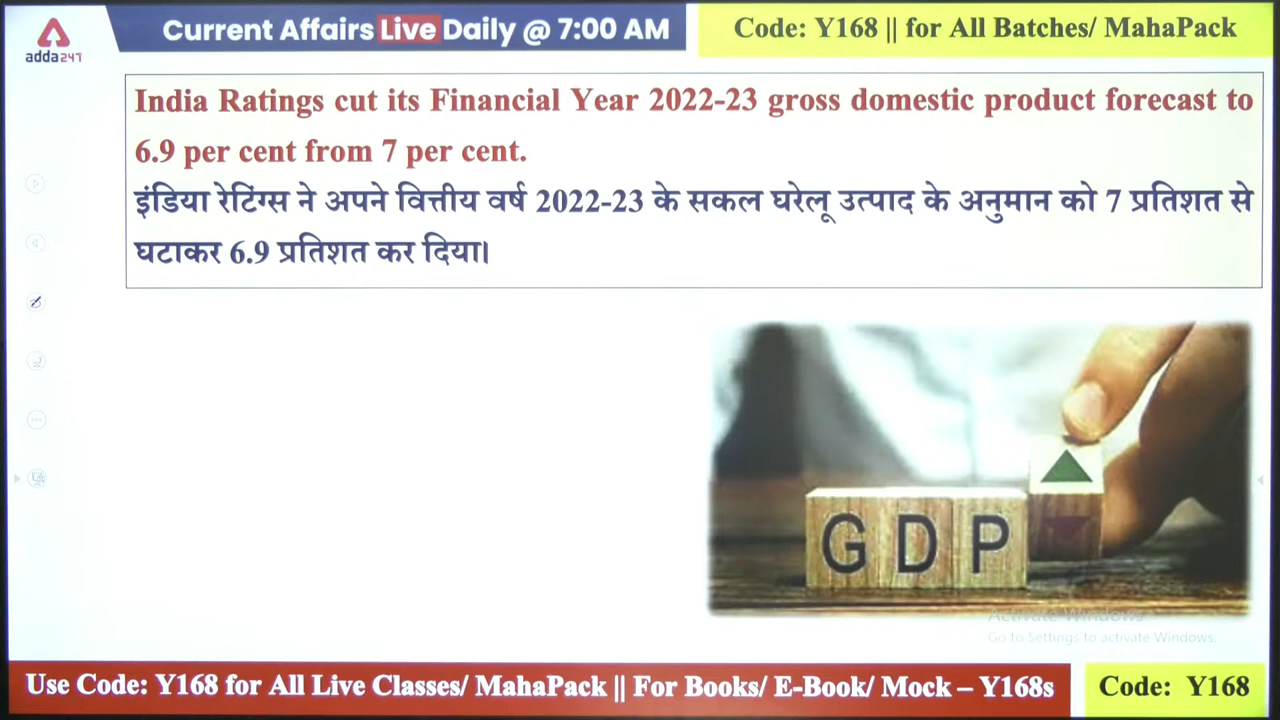 adda247
Current Affairs Live Daily @ 7:00 AM
Code: Y168 || for All Batches/ MahaPack
India Ratings cut its Financial Year 2022-23 gross domestic product forecast to
6.9 per cent from 7 per cent.
इंडिया रेटिंग्स ने अपने वित्तीय वर्ष 2022-23 के सकल घरेलू उत्पाद के अनुमान को 7 प्रतिशत से
घटाकर 6.9 प्रतिशत कर दिया।
GDP
Activate Windows
Go to Settings to activate Windows.
Use Code: Y168 for All Live Classes/ MahaPack || For Books/ E-Book/ Mock – Y168s
Code: Y168